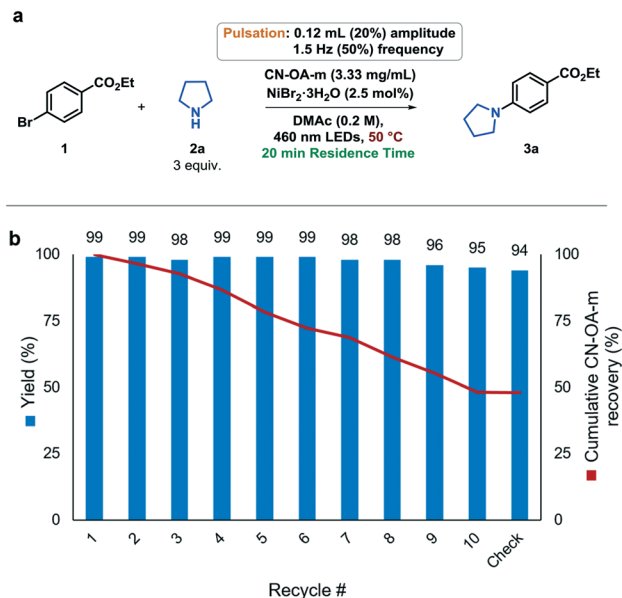 a
Pulsation: 0.12 mL (20%) amplitude
1.5 Hz (50%) frequency
CO₂Et
Br
1
+
N
H
2a
3 equiv.
CN-OA-m (3.33 mg/mL)
NiBr₂·3H₂O (2.5 mol%)
DMAc (0.2 M),
460 nm LEDs, 50 °C
20 min Residence Time
CO₂Et
N
3a
b
99 99 98 99 99 99 98 98 96 95 94
100
75
50
25
0
Yield (%)
100
75
50
25
0
Cumulative CN-OA-m
recovery (%)
1 2 3 4 5 6 7 8 9 10 Check
Recycle #